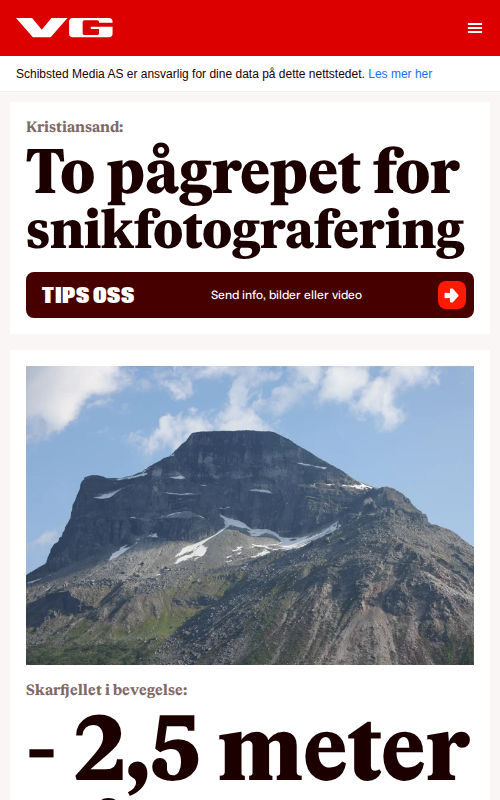 VG
Schibsted Media AS er ansvarlig for dine data på dette nettstedet. Les mer her
Kristiansand:
To pågrepet for
snikfotografering
TIPS OSS
Send info, bilder eller video
Skarfjellet i bevegelse:
- 2,5 meter